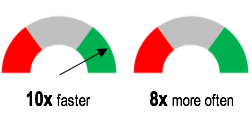 10x faster
8x more often